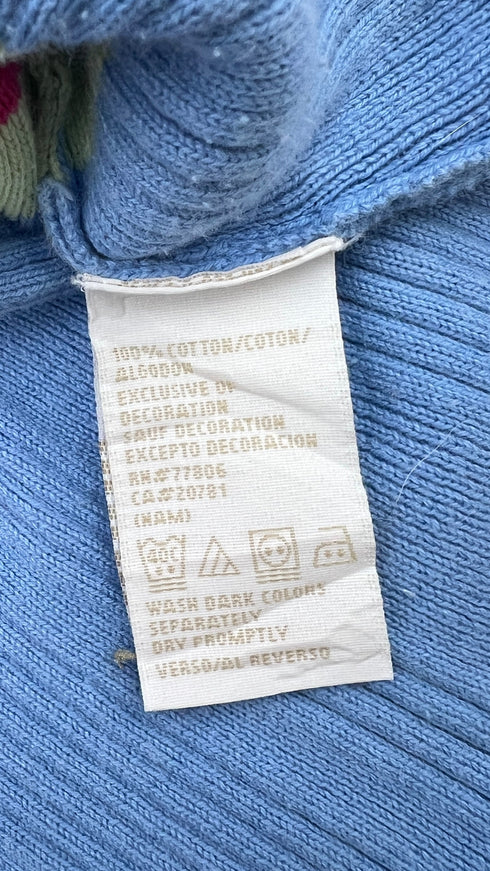 100% COTTON/COTON/
ALGODON
EXCLUSIVE OF
DECORATION
SAUF DECORATION
EXCEPTO DECORACION
RN#77806
CA#20781
(NAM)
40C
WASH DARK COLORS
SEPARATELY
DRY PROMPTLY
VERSO/AL REVERSO